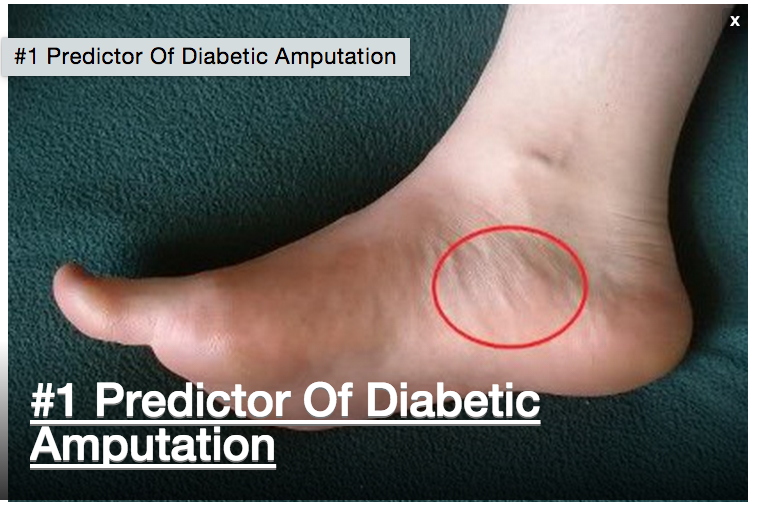 x
#1 Predictor Of Diabetic Amputation
#1 Predictor Of Diabetic
Amputation